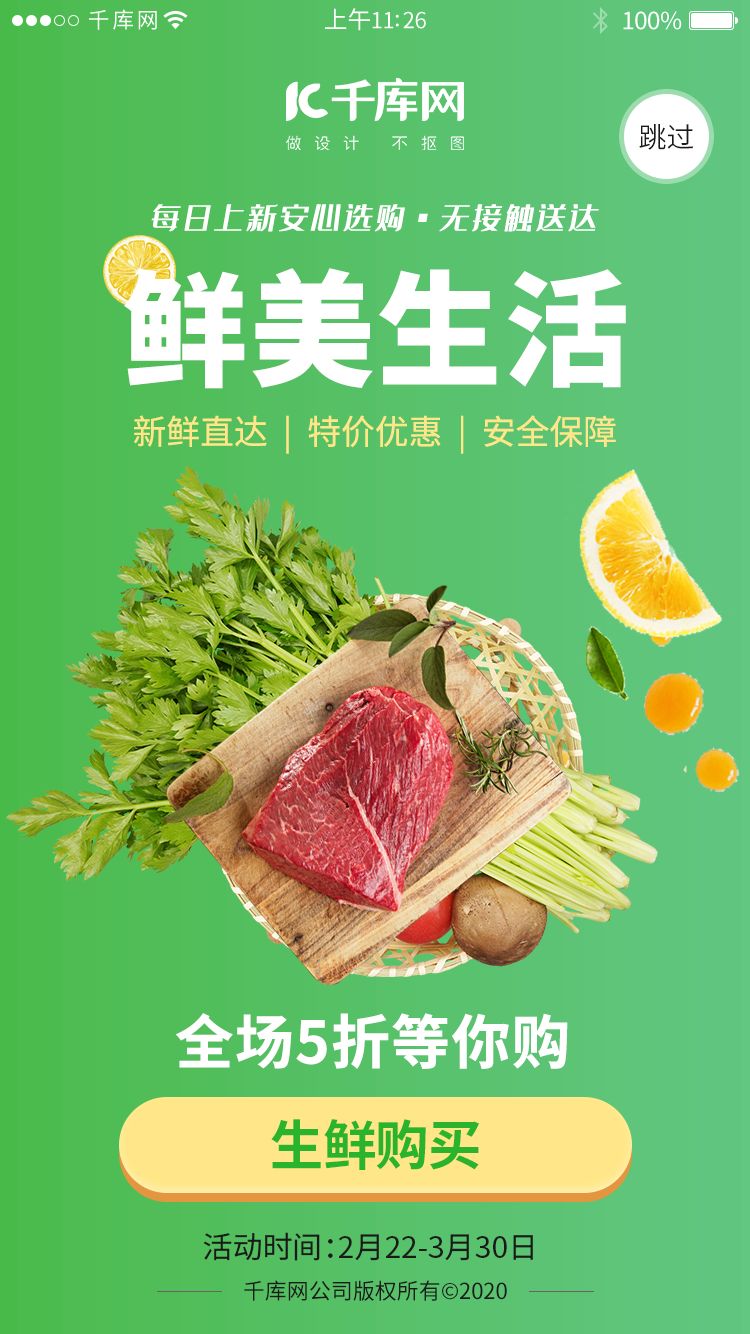 千库网 上午11:26 100%
千库网
做设计 不抠图
跳过
每日上新安心选购·无接触送达
鲜美生活
新鲜直达 | 特价优惠 | 安全保障
全场5折等你购
生鲜购买
活动时间:2月22-3月30日
千库网公司版权所有©2020